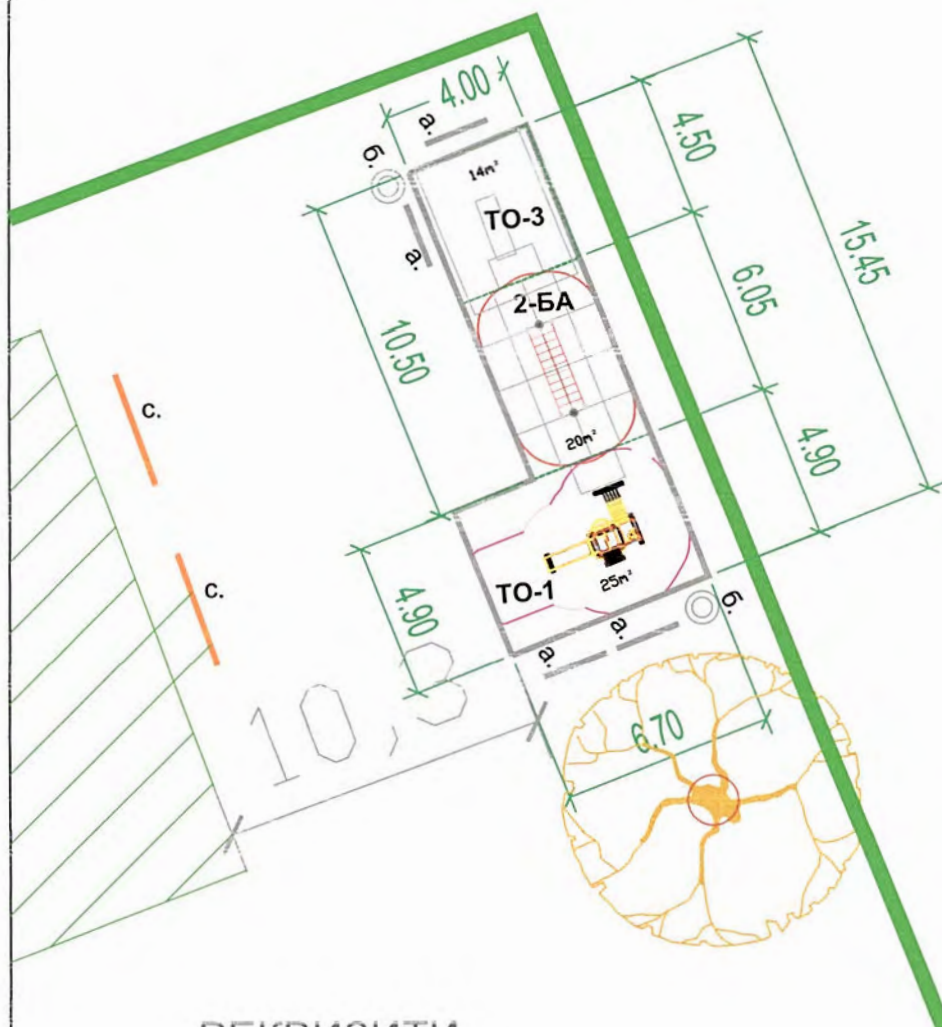 4.00
а.
б.
14m²
4.50
ТО-3
а.
15.45
6.05
2-БА
10.50
с.
20m²
4.90
ТО-1
25m²
с.
4.90
б.
а.
а.
10,3
6.70
РЕКВИЗИТИ